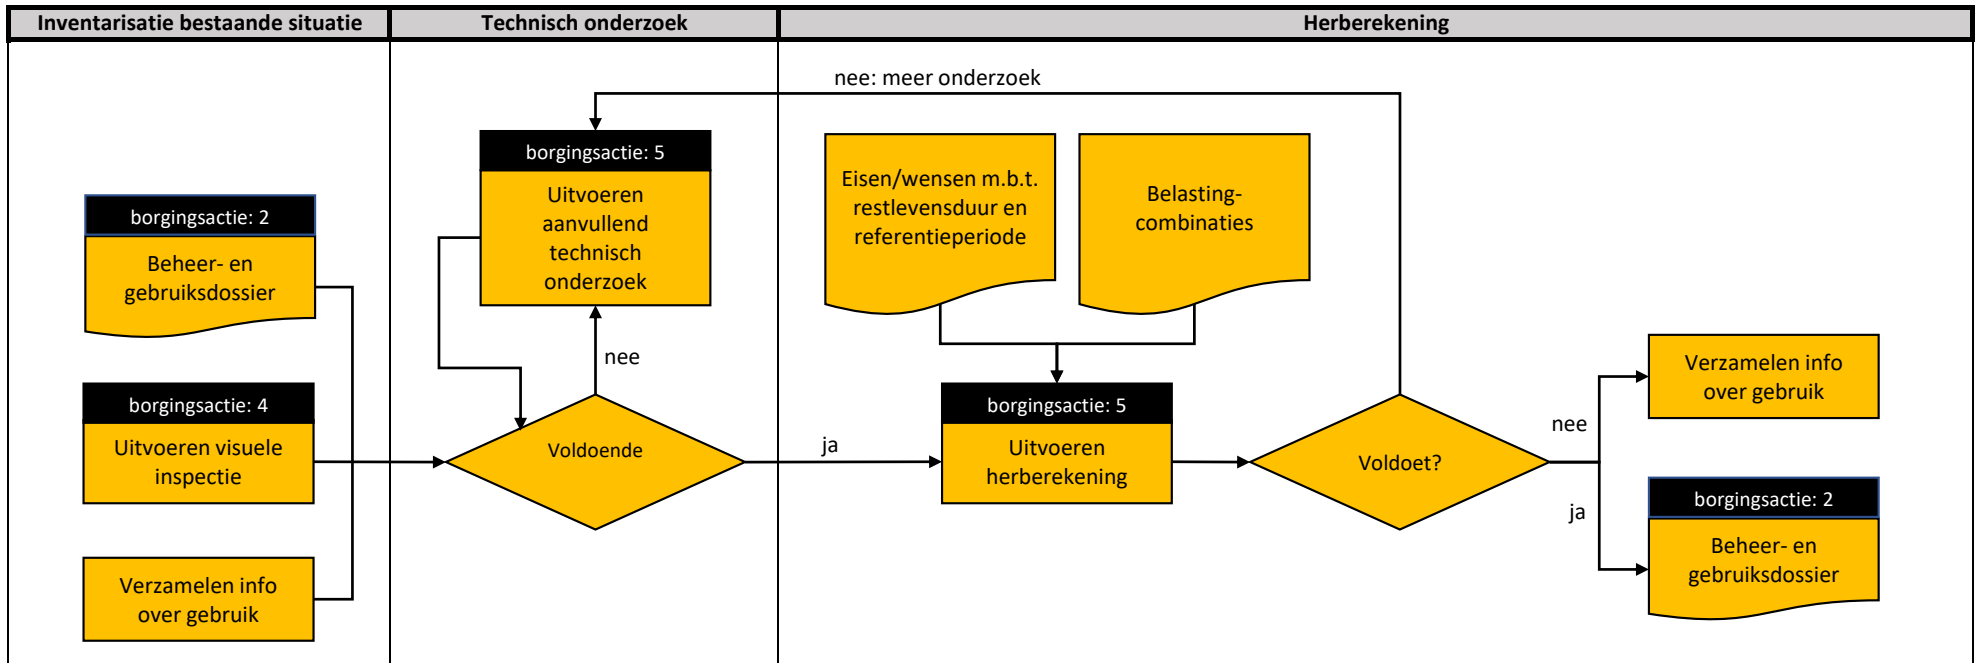 Inventarisatie bestaande situatie
Technisch onderzoek
Herberekening
borgingsactie: 2
Beheer- en
gebruiksdossier
borgingsactie: 4
Uitvoeren visuele
inspectie
Verzamelen info
over gebruik
borgingsactie: 5
Uitvoeren
aanvullend
technisch
onderzoek
nee
Voldoende
ja
nee: meer onderzoek
Eisen/wensen m.b.t.
restlevensduur en
referentieperiode
Belasting-
combinaties
borgingsactie: 5
Uitvoeren
herberekening
Voldoet?
nee
ja
Verzamelen info
over gebruik
borgingsactie: 2
Beheer- en
gebruiksdossier